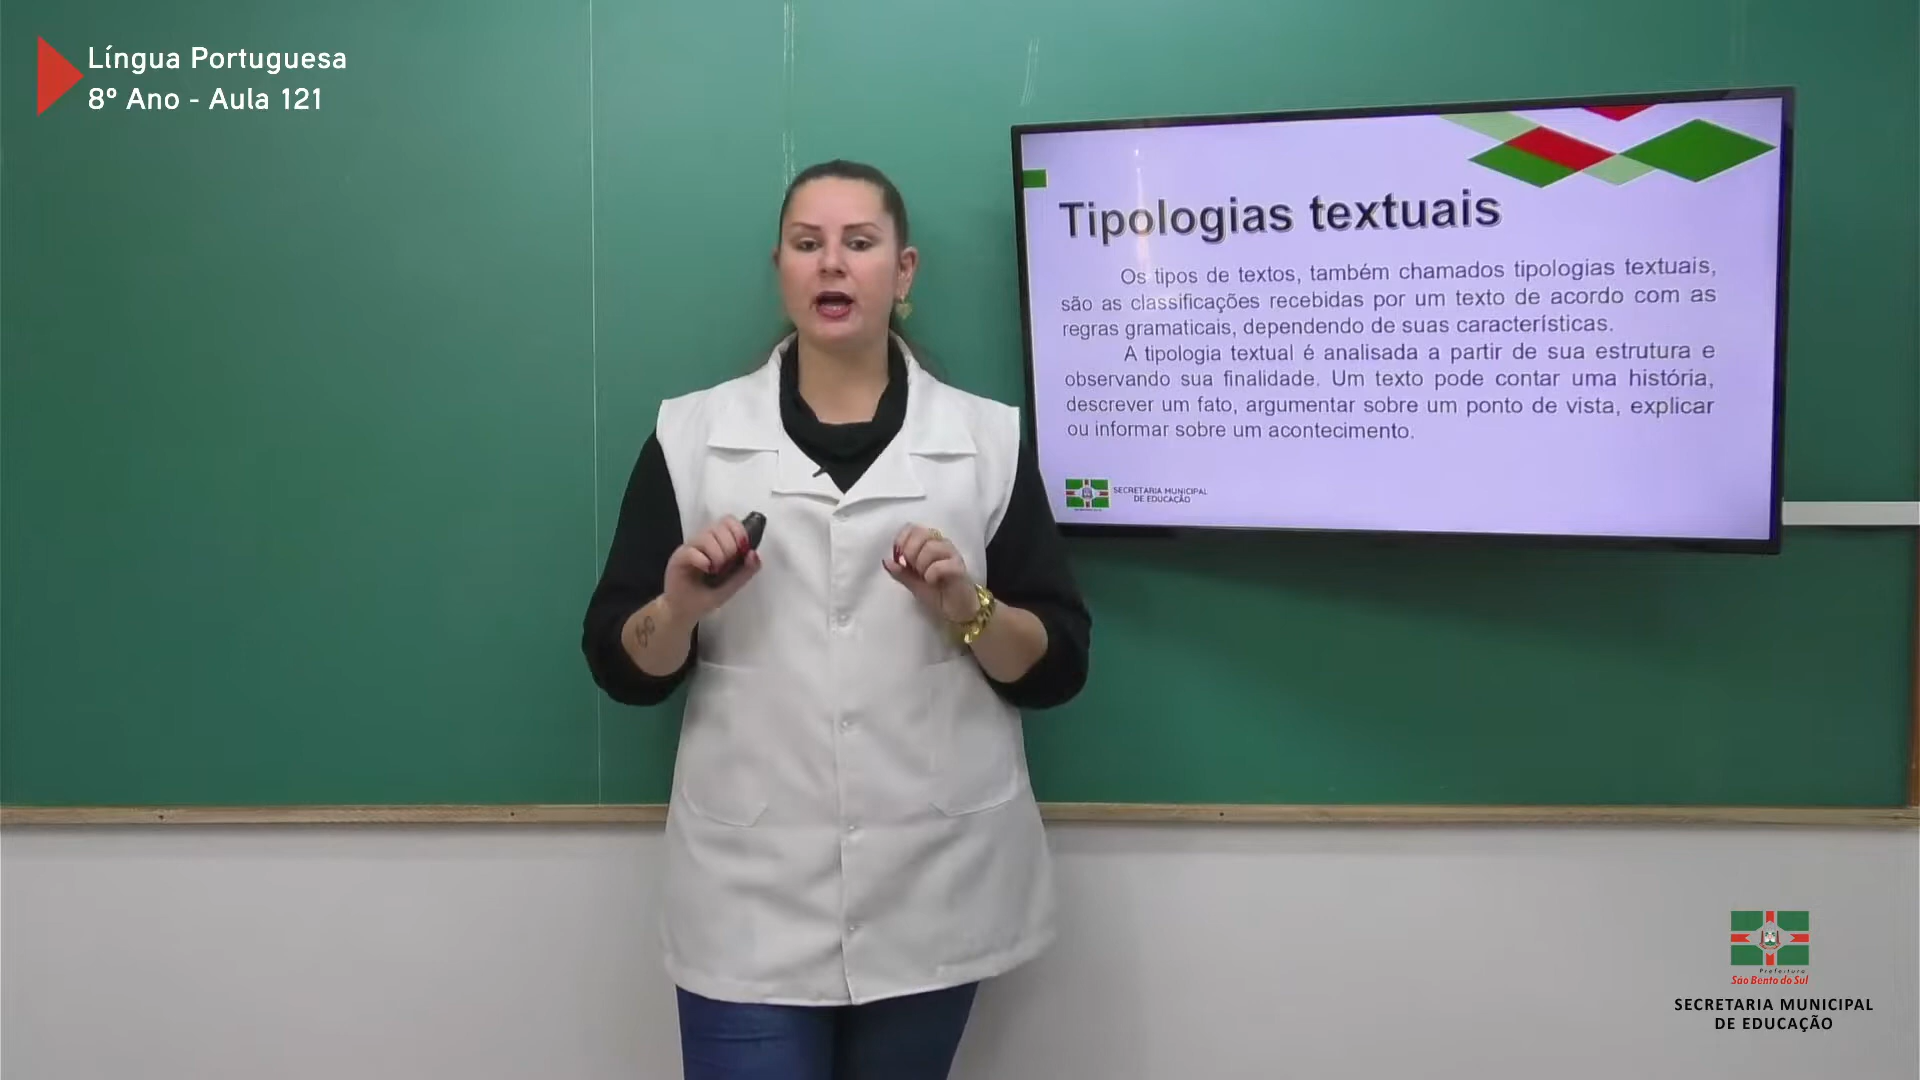 Língua Portuguesa
8º Ano - Aula 121
Tipologias textuais
Os tipos de textos, também chamados tipologias textuais,
são as classificações recebidas por um texto de acordo com as
regras gramaticais, dependendo de suas características.
A tipologia textual é analisada a partir de sua estrutura e
observando sua finalidade. Um texto pode contar uma história,
descrever um fato, argumentar sobre um ponto de vista, explicar
ou informar sobre um acontecimento.
SECRETARIA MUNICIPAL
DE EDUCAÇÃO
Prefeitura
São Bento do Sul
SECRETARIA MUNICIPAL
DE EDUCAÇÃO